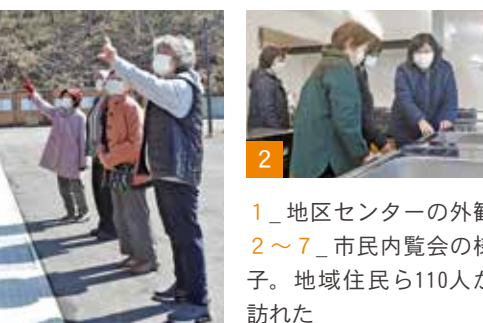 2
1_地区センターの外観
2〜7_市民内覧会の様
子。地域住民ら110人が
訪れた